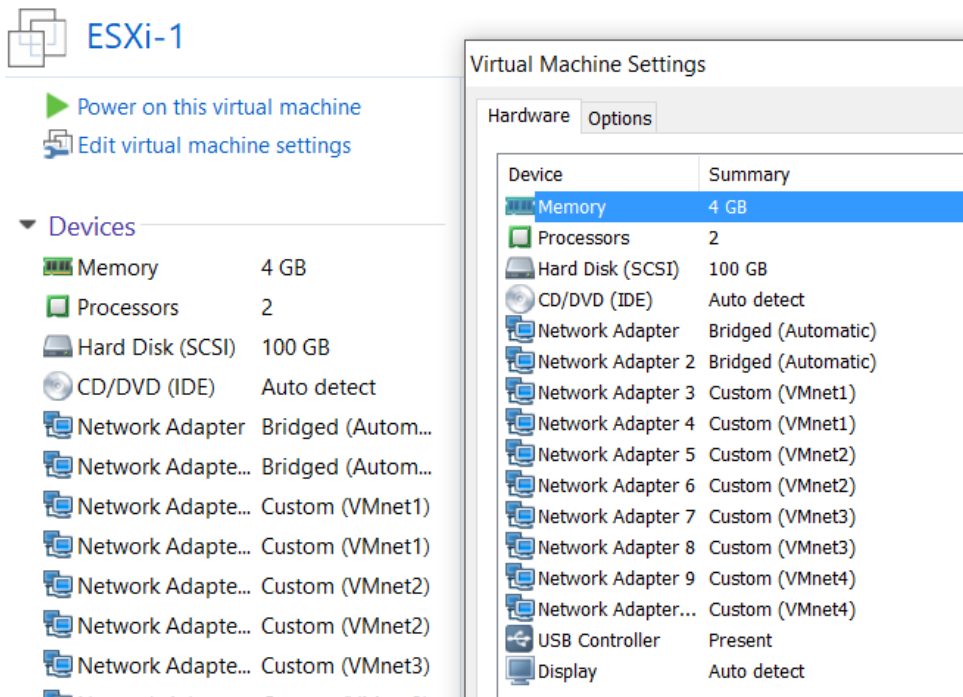 ESXi-1
Power on this virtual machine
Edit virtual machine settings
Devices
Memory 4 GB
Processors 2
Hard Disk (SCSI) 100 GB
CD/DVD (IDE) Auto detect
Network Adapter Bridged (Autom...
Network Adapte... Bridged (Autom...
Network Adapte... Custom (VMnet1)
Network Adapte... Custom (VMnet1)
Network Adapte... Custom (VMnet2)
Network Adapte... Custom (VMnet2)
Network Adapte... Custom (VMnet3)
Virtual Machine Settings
Hardware Options
Device Summary
Memory 4 GB
Processors 2
Hard Disk (SCSI) 100 GB
CD/DVD (IDE) Auto detect
Network Adapter Bridged (Automatic)
Network Adapter 2 Bridged (Automatic)
Network Adapter 3 Custom (VMnet1)
Network Adapter 4 Custom (VMnet1)
Network Adapter 5 Custom (VMnet2)
Network Adapter 6 Custom (VMnet2)
Network Adapter 7 Custom (VMnet3)
Network Adapter 8 Custom (VMnet3)
Network Adapter 9 Custom (VMnet4)
Network Adapter... Custom (VMnet4)
USB Controller Present
Display Auto detect